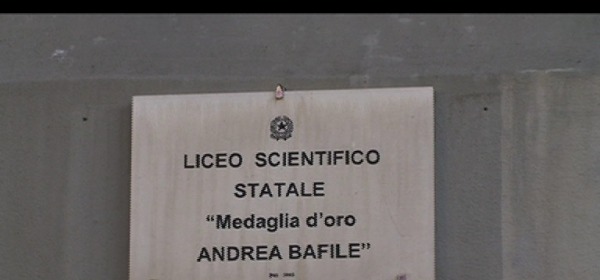 LICEO SCIENTIFICO
STATALE
“Medaglia d’oro
ANDREA BAFILE”